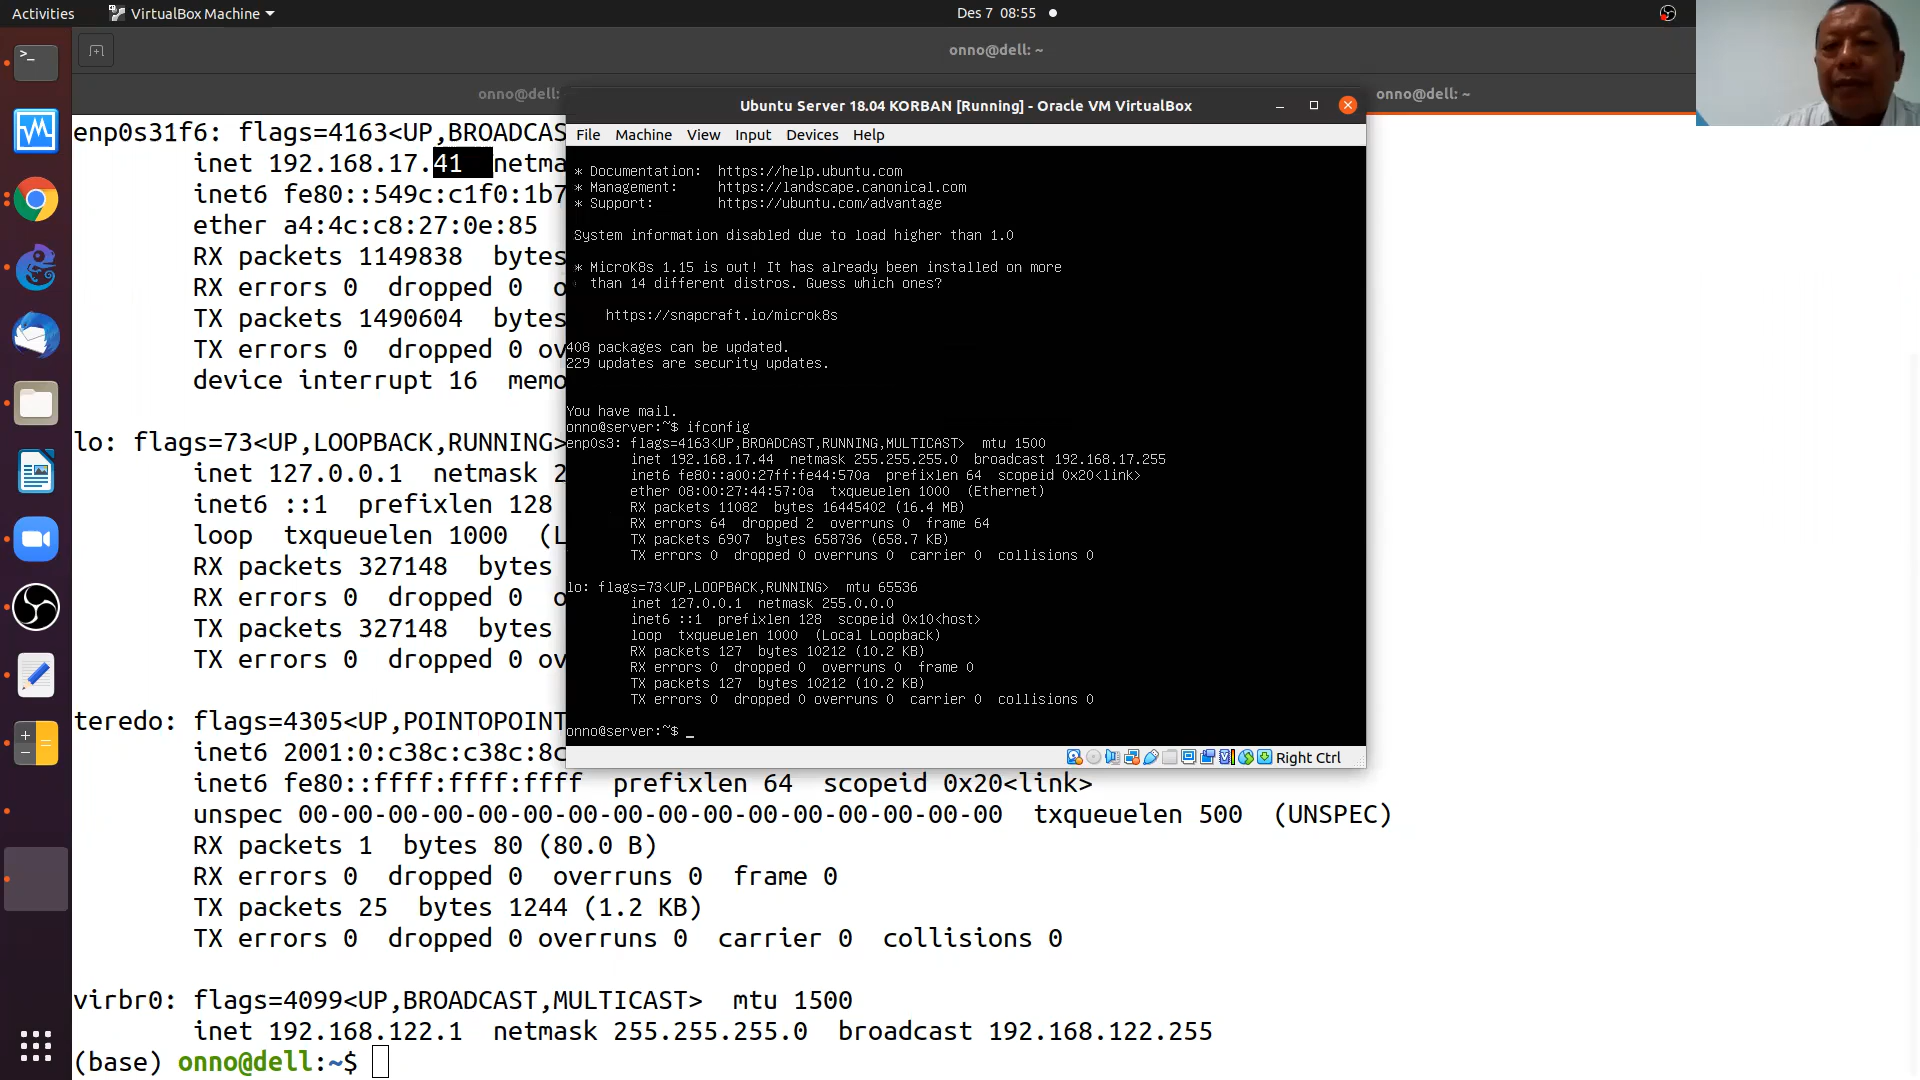 Activities
VirtualBox Machine
Des 7 08:55
onno@dell: ~
onno@dell:
onno@dell: ~
enp0s31f6: flags=4163<UP,BROADCAS
inet 192.168.17.41 netma
inet6 fe80::549c:c1f0:1b7
ether a4:4c:c8:27:0e:85
RX packets 1149838 bytes
RX errors 0 dropped 0 o
TX packets 1490604 bytes
TX errors 0 dropped 0 ov
device interrupt 16 memo
lo: flags=73<UP,LOOPBACK,RUNNING>
inet 127.0.0.1 netmask 2
inet6 ::1 prefixlen 128
loop txqueuelen 1000 (L
RX packets 327148 bytes
RX errors 0 dropped 0 o
TX packets 327148 bytes
TX errors 0 dropped 0 ov
teredo: flags=4305<UP,POINTOPOINT
inet6 2001:0:c38c:c38c:8c
inet6 fe80::ffff:ffff:ffff prefixlen 64 scopeid 0x20<link>
unspec 00-00-00-00-00-00-00-00-00-00-00-00-00-00-00-00 txqueuelen 500 (UNSPEC)
RX packets 1 bytes 80 (80.0 B)
RX errors 0 dropped 0 overruns 0 frame 0
TX packets 25 bytes 1244 (1.2 KB)
TX errors 0 dropped 0 overruns 0 carrier 0 collisions 0
virbr0: flags=4099<UP,BROADCAST,MULTICAST> mtu 1500
inet 192.168.122.1 netmask 255.255.255.0 broadcast 192.168.122.255
(base) onno@dell:~$
Ubuntu Server 18.04 KORBAN [Running] - Oracle VM VirtualBox
File Machine View Input Devices Help
* Documentation: https://help.ubuntu.com
* Management: https://landscape.canonical.com
* Support: https://ubuntu.com/advantage
System information disabled due to load higher than 1.0
* MicroK8s 1.15 is out! It has already been installed on more
than 14 different distros. Guess which ones?
https://snapcraft.io/microk8s
408 packages can be updated.
229 updates are security updates.
You have mail.
onno@server:~$ ifconfig
enp0s3: flags=4163<UP,BROADCAST,RUNNING,MULTICAST> mtu 1500
inet 192.168.17.44 netmask 255.255.255.0 broadcast 192.168.17.255
inet6 fe80::a00:27ff:fe44:570a prefixlen 64 scopeid 0x20<link>
ether 08:00:27:44:57:0a txqueuelen 1000 (Ethernet)
RX packets 11082 bytes 16445402 (16.4 MB)
RX errors 64 dropped 2 overruns 0 frame 64
TX packets 6907 bytes 658736 (658.7 KB)
TX errors 0 dropped 0 overruns 0 carrier 0 collisions 0
lo: flags=73<UP,LOOPBACK,RUNNING> mtu 65536
inet 127.0.0.1 netmask 255.0.0.0
inet6 ::1 prefixlen 128 scopeid 0x10<host>
loop txqueuelen 1000 (Local Loopback)
RX packets 127 bytes 10212 (10.2 KB)
RX errors 0 dropped 0 overruns 0 frame 0
TX packets 127 bytes 10212 (10.2 KB)
TX errors 0 dropped 0 overruns 0 carrier 0 collisions 0
onno@server:~$ _
Right Ctrl